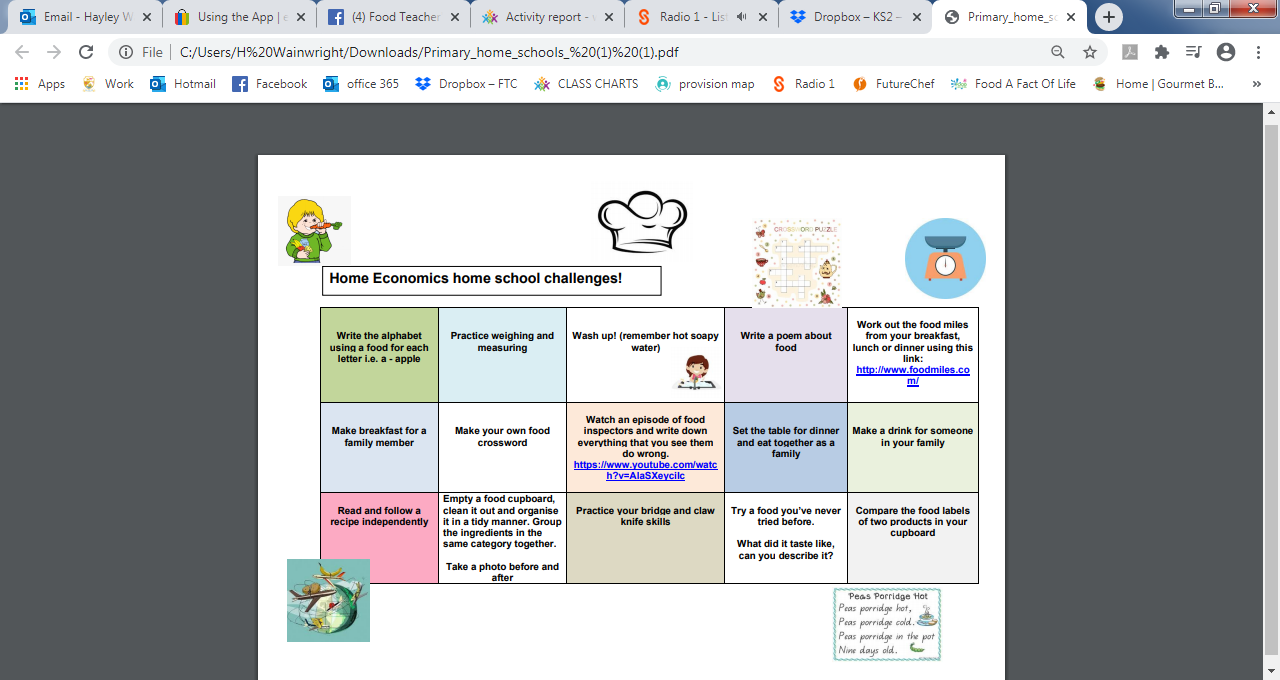 Email - Hayley W
Using the App | e
(4) Food Teacher
Activity report -
Radio 1 - Lis
Dropbox – KS2 –
Primary_home_sc
File
C:/Users/H%20Wainwright/Downloads/Primary_home_schools_%20(1)%20(1).pdf
Apps
Work
Hotmail
Facebook
office 365
Dropbox – FTC
CLASS CHARTS
provision map
Radio 1
FutureChef
Food A Fact Of Life
Home | Gourmet B...
»
CROSSWORD PUZZLE
Home Economics home school challenges!
Write the alphabet
using a food for each
letter i.e. a - apple
Practice weighing and
measuring
Wash up! (remember hot soapy
water)
Write a poem about
food
Work out the food miles
from your breakfast,
lunch or dinner using this
link:
http://www.foodmiles.co
m/
Make breakfast for a
family member
Make your own food
crossword
Watch an episode of food
inspectors and write down
everything that you see them
do wrong.
https://www.youtube.com/watc
h?v=AlaSXeycilc
Set the table for dinner
and eat together as a
family
Make a drink for someone
in your family
Read and follow a
recipe independently
Empty a food cupboard,
clean it out and organise
it in a tidy manner. Group
the ingredients in the
same category together.
Take a photo before and
after
Practice your bridge and claw
knife skills
Try a food you’ve never
tried before.
What did it taste like,
can you describe it?
Compare the food labels
of two products in your
cupboard
Peas Porridge Hot
Peas porridge hot,
Peas porridge cold.
Peas porridge in the pot
Nine days old.